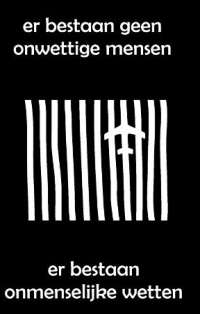 er bestaan geen
onwettige mensen
er bestaan
onmenselijke wetten